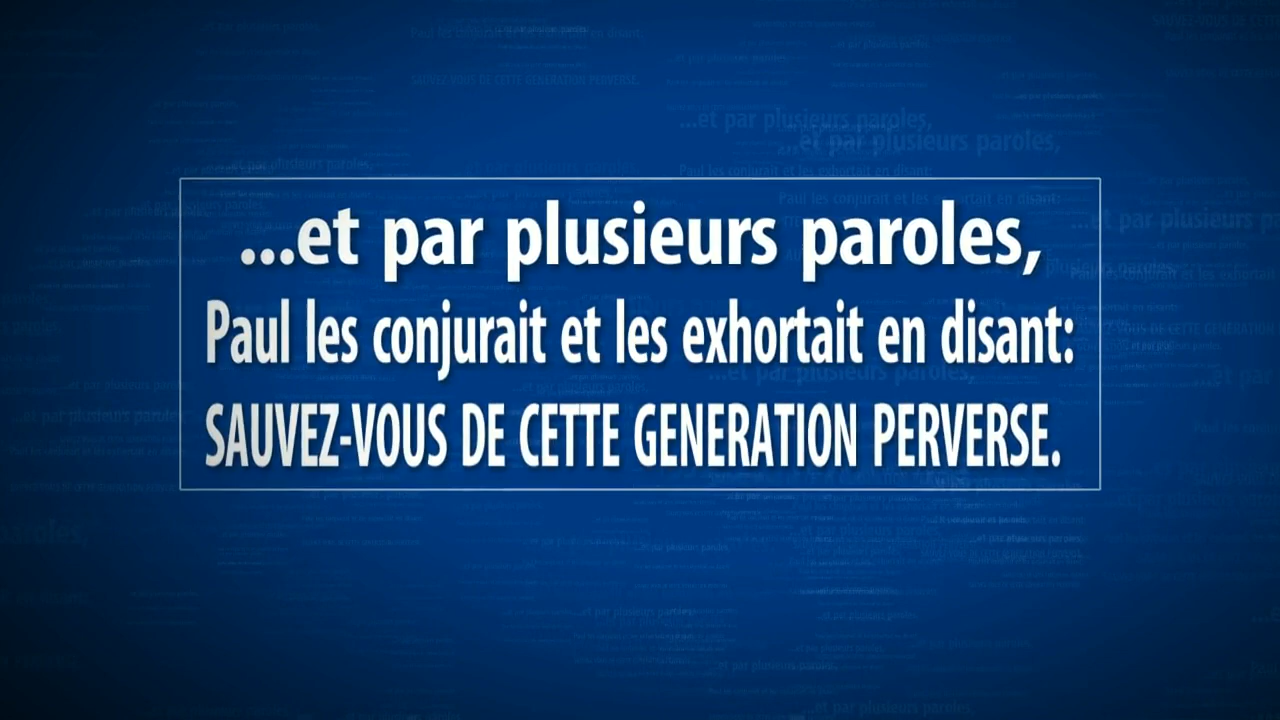 ...et par plusieurs paroles,
Paul les conjurait et les exhortait en disant:
SAUVEZ-VOUS DE CETTE GENERATION PERVERSE.